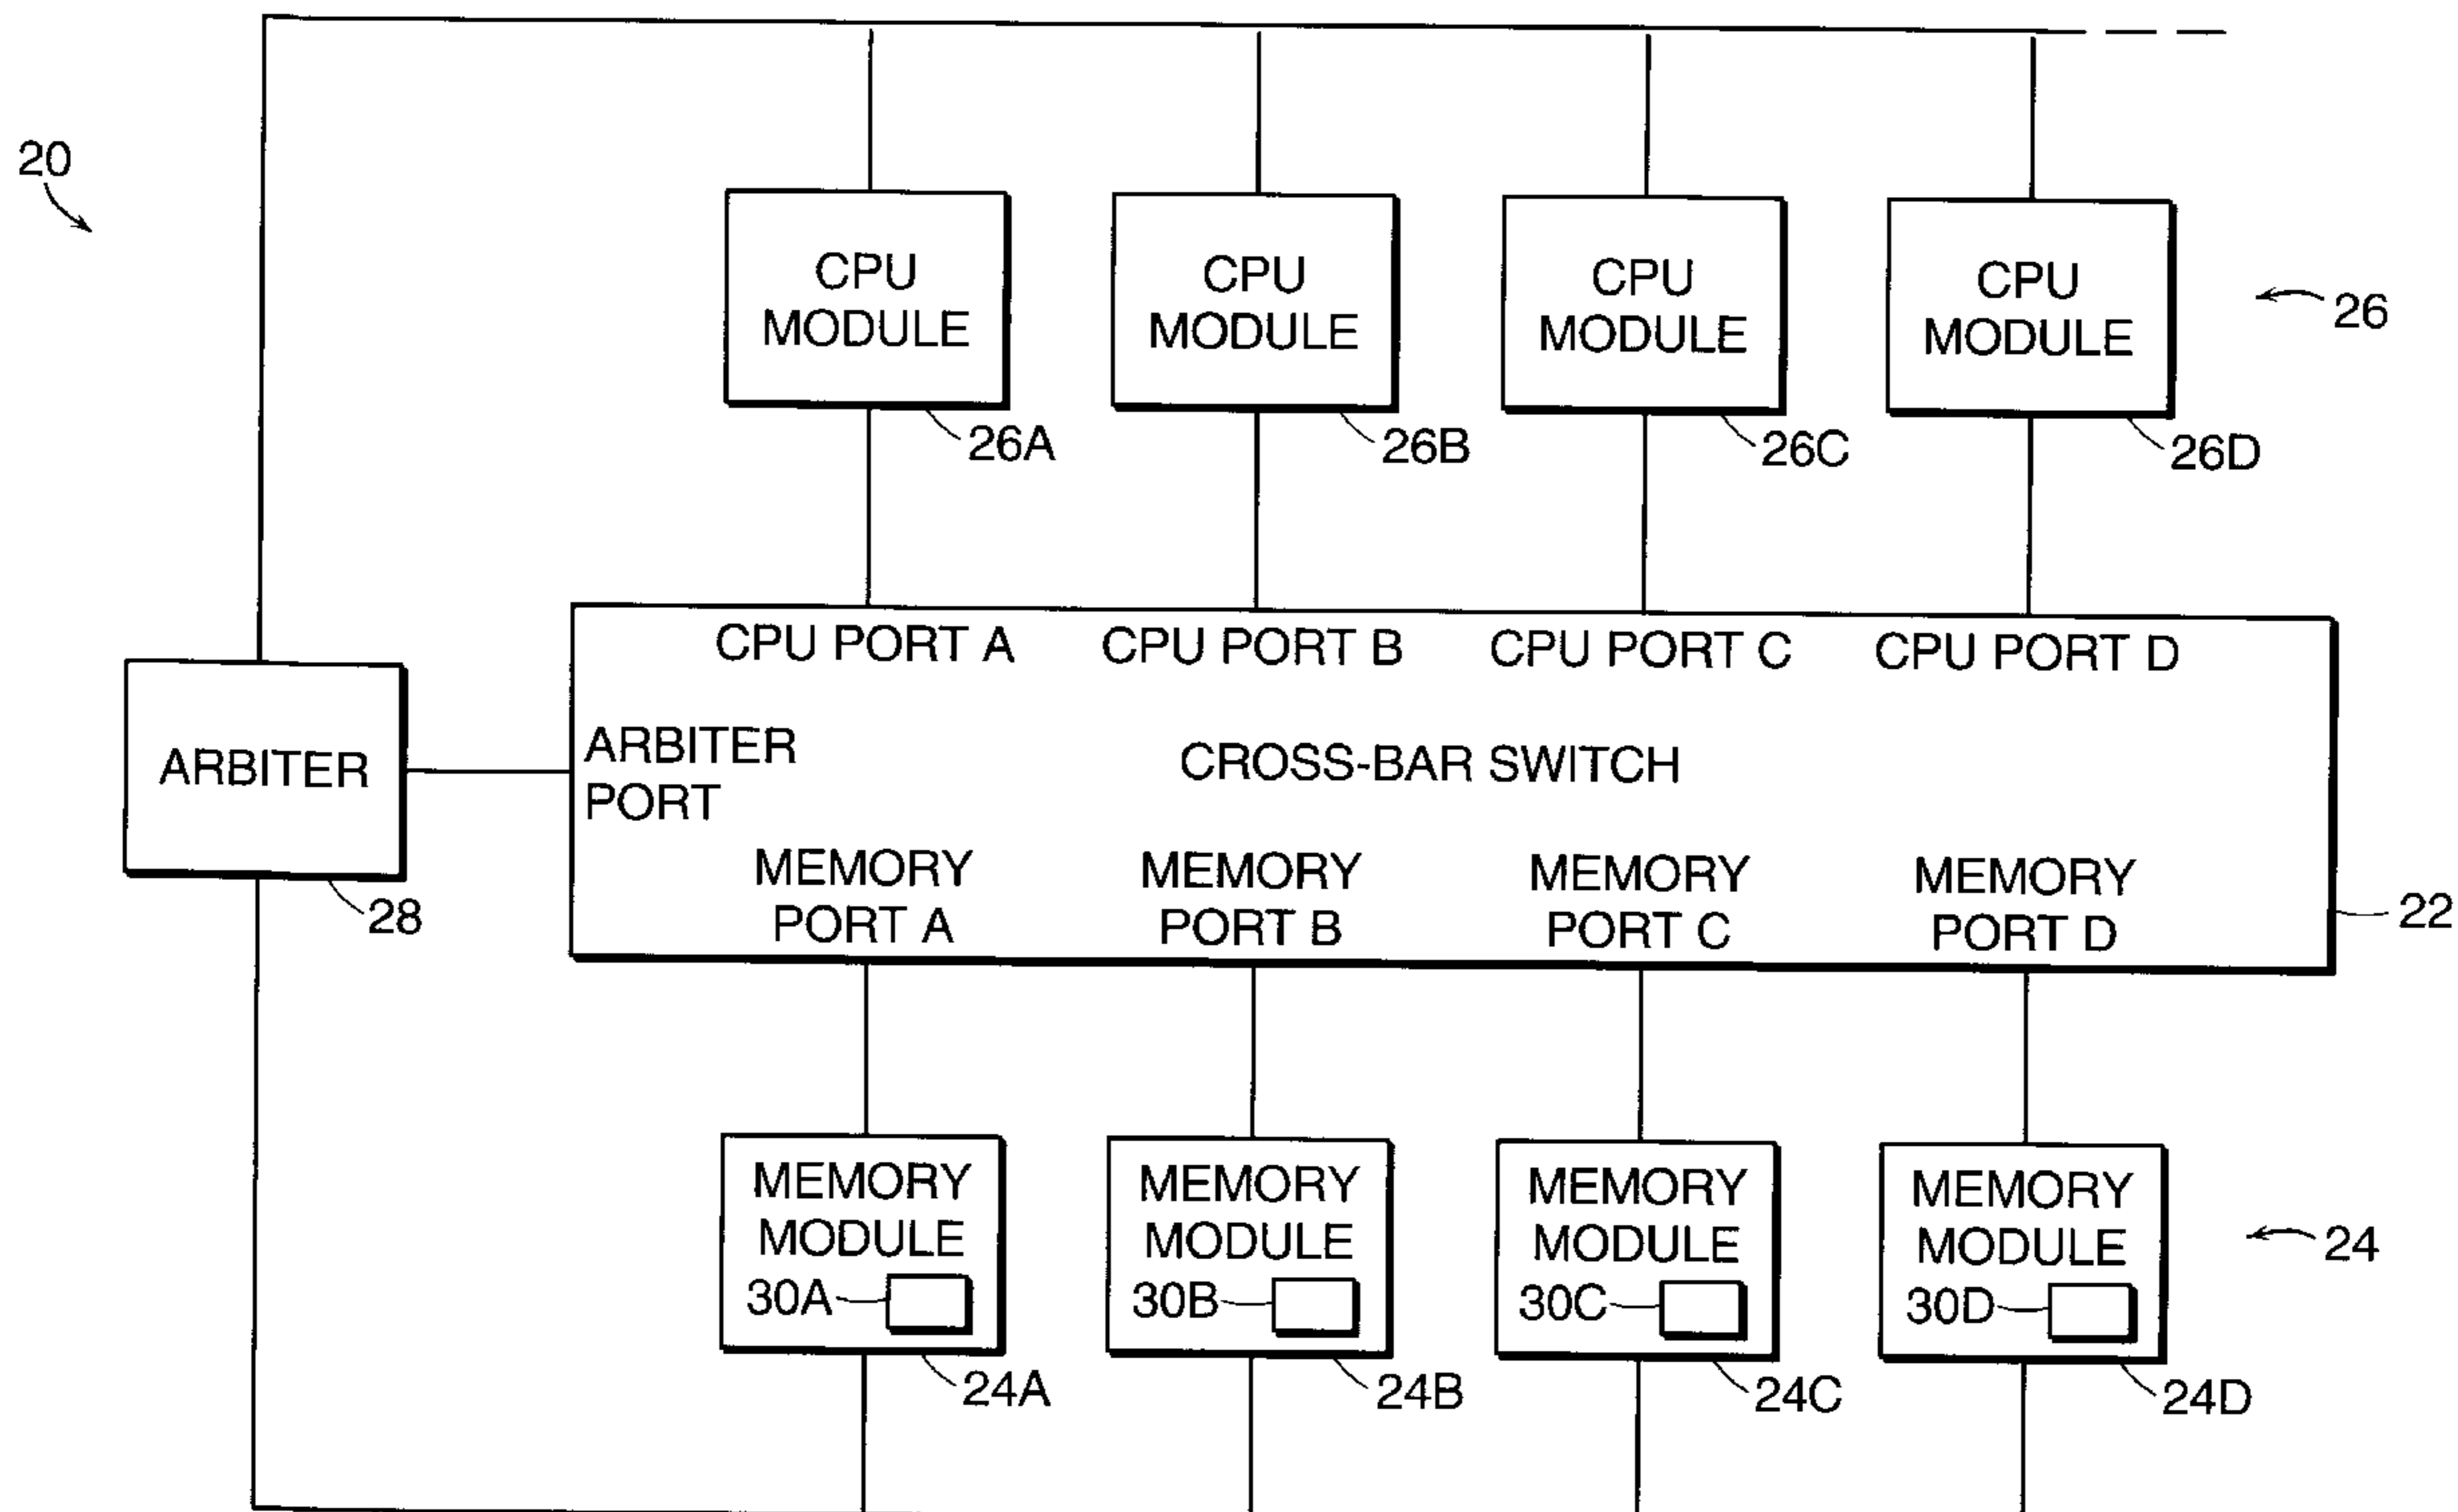 20
CPU
MODULE
CPU
MODULE
CPU
MODULE
CPU
MODULE
26
26A
26B
26C
26D
CPU PORT A
CPU PORT B
CPU PORT C
CPU PORT D
ARBITER
ARBITER
PORT
CROSS-BAR SWITCH
MEMORY
PORT A
MEMORY
PORT B
MEMORY
PORT C
MEMORY
PORT D
28
22
MEMORY
MODULE
30A
MEMORY
MODULE
30B
MEMORY
MODULE
30C
MEMORY
MODULE
30D
24
24A
24B
24C
24D